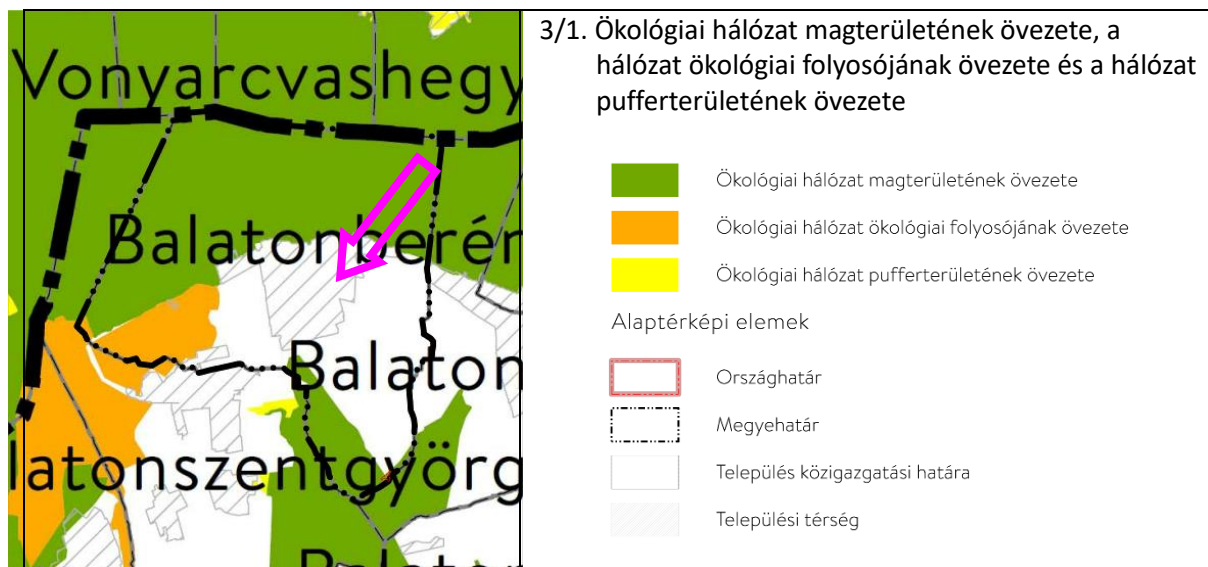 3/1. Ökológiai hálózat magterületének övezete, a
hálózat ökológiai folyosójának övezete és a hálózat
pufferterületének övezete
Vonyarcvashegy
Balatonberén
Balaton
latonszentgyörg
Balaton
Ökológiai hálózat magterületének övezete
Ökológiai hálózat ökológiai folyosójának övezete
Ökológiai hálózat pufferterületének övezete
Alaptérképi elemek
Országhatár
Megyehatár
Település közigazgatási határa
Települési térség